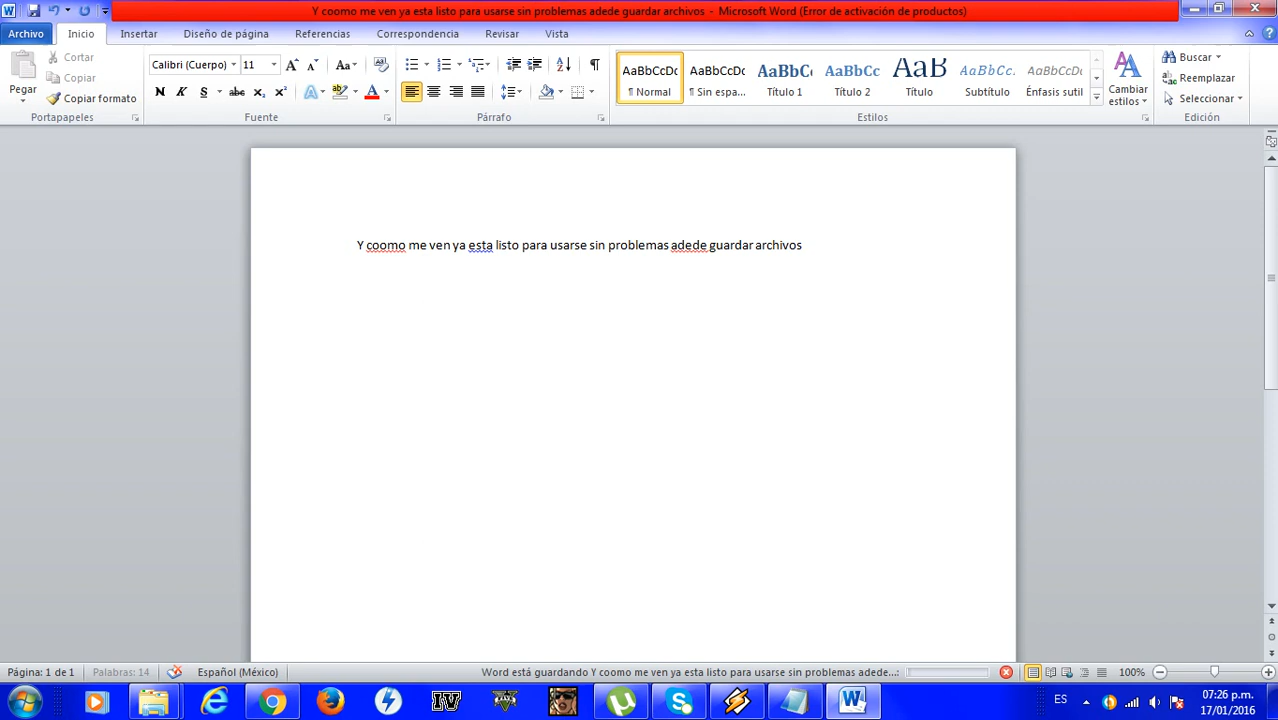 Y coomo me ven ya esta listo para usarse sin problemas adede guardar archivos - Microsoft Word (Error de activación de productos)
Archivo Inicio Insertar Diseño de página Referencias Correspondencia Revisar Vista
Pegar
Cortar
Copiar
Copiar formato
Portapapeles
Calibri (Cuerpo) 11 Aa
N K S abc x₂ x² A ab A
Fuente
Párrafo
AaBbCcDc AaBbCcDc AaBbC AaBbCc AaB AaBbCc. AaBbCcDc
¶ Normal ¶ Sin espa... Título 1 Título 2 Título Subtítulo Énfasis sutil
Cambiar
estilos
Estilos
Buscar
Reemplazar
Seleccionar
Edición
Y coomo me ven ya esta listo para usarse sin problemas adede guardar archivos
Página: 1 de 1 Palabras: 14 Español (México) Word está guardando Y coomo me ven ya esta listo para usarse sin problemas adede...: 100%
ES 07:26 p.m.
17/01/2016